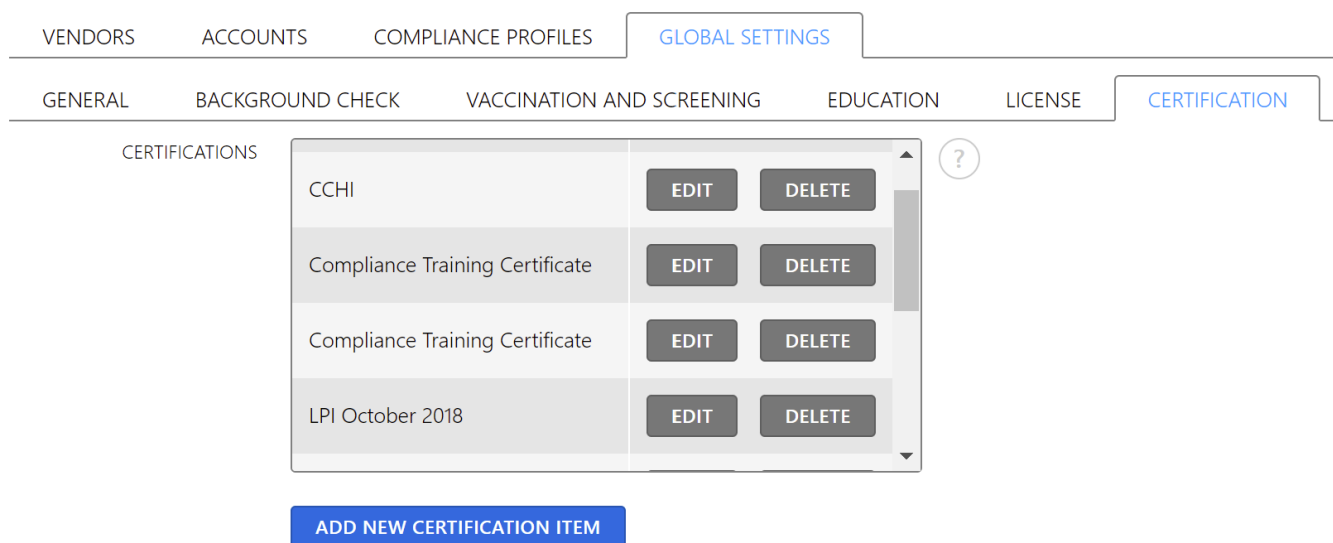 VENDORS ACCOUNTS COMPLIANCE PROFILES GLOBAL SETTINGS
GENERAL BACKGROUND CHECK VACCINATION AND SCREENING EDUCATION LICENSE CERTIFICATION
CERTIFICATIONS ?
CCHI EDIT DELETE
Compliance Training Certificate EDIT DELETE
Compliance Training Certificate EDIT DELETE
LPI October 2018 EDIT DELETE
ADD NEW CERTIFICATION ITEM